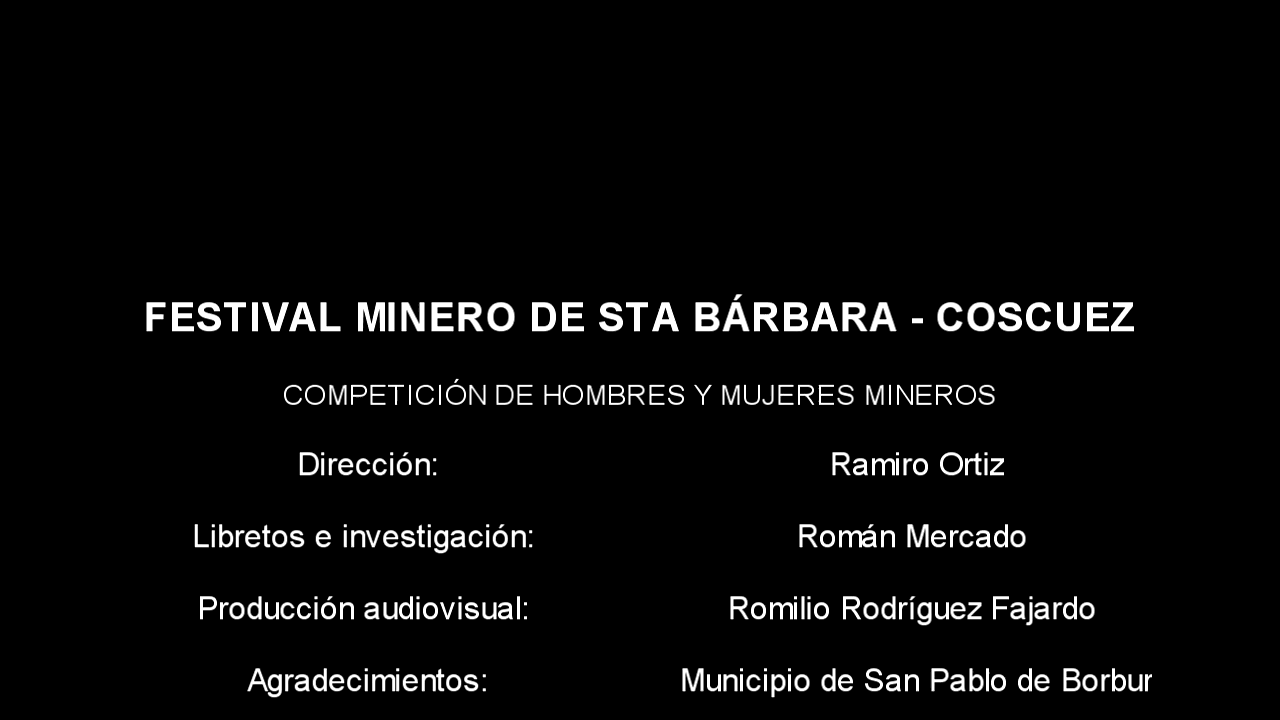 FESTIVAL MINERO DE STA BÁRBARA - COSCUEZ
COMPETICIÓN DE HOMBRES Y MUJERES MINEROS
Dirección: Ramiro Ortiz
Libretos e investigación: Román Mercado
Producción audiovisual: Romilio Rodríguez Fajardo
Agradecimientos: Municipio de San Pablo de Borbur